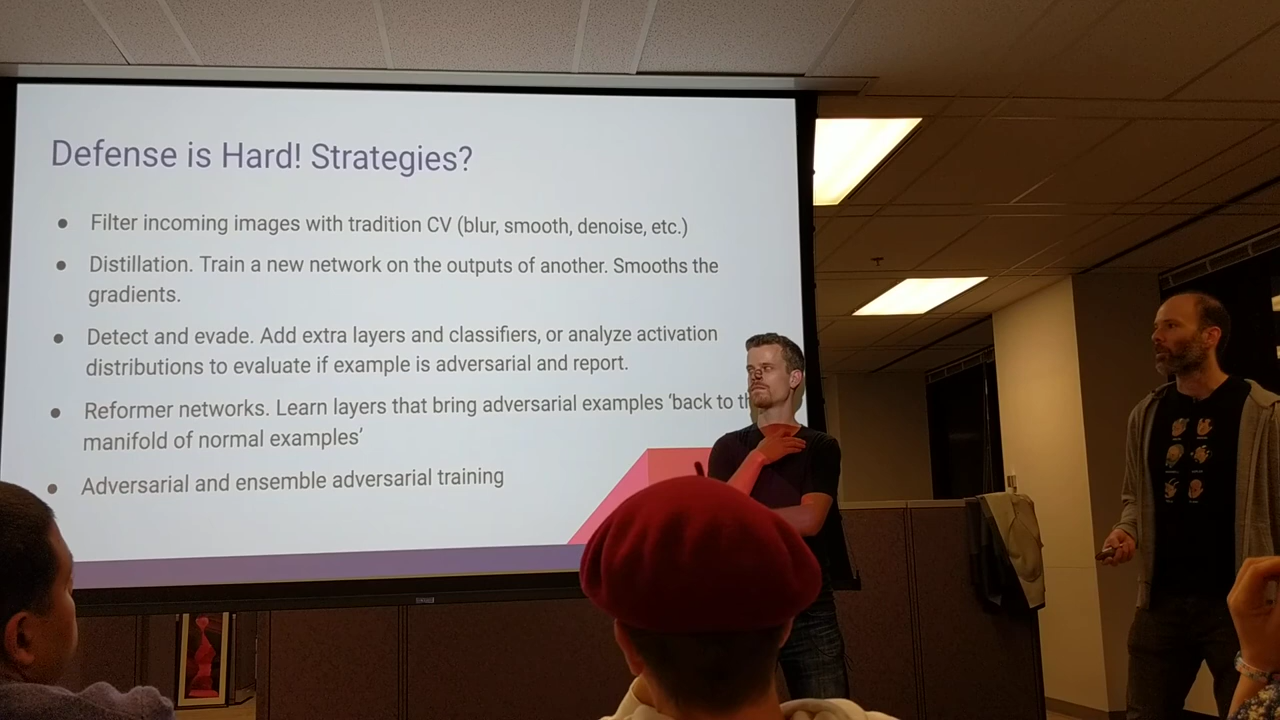 Defense is Hard! Strategies?
● Filter incoming images with tradition CV (blur, smooth, denoise, etc.)
● Distillation. Train a new network on the outputs of another. Smooths the
gradients.
● Detect and evade. Add extra layers and classifiers, or analyze activation
distributions to evaluate if example is adversarial and report.
● Reformer networks. Learn layers that bring adversarial examples ‘back to th
manifold of normal examples’
● Adversarial and ensemble adversarial training